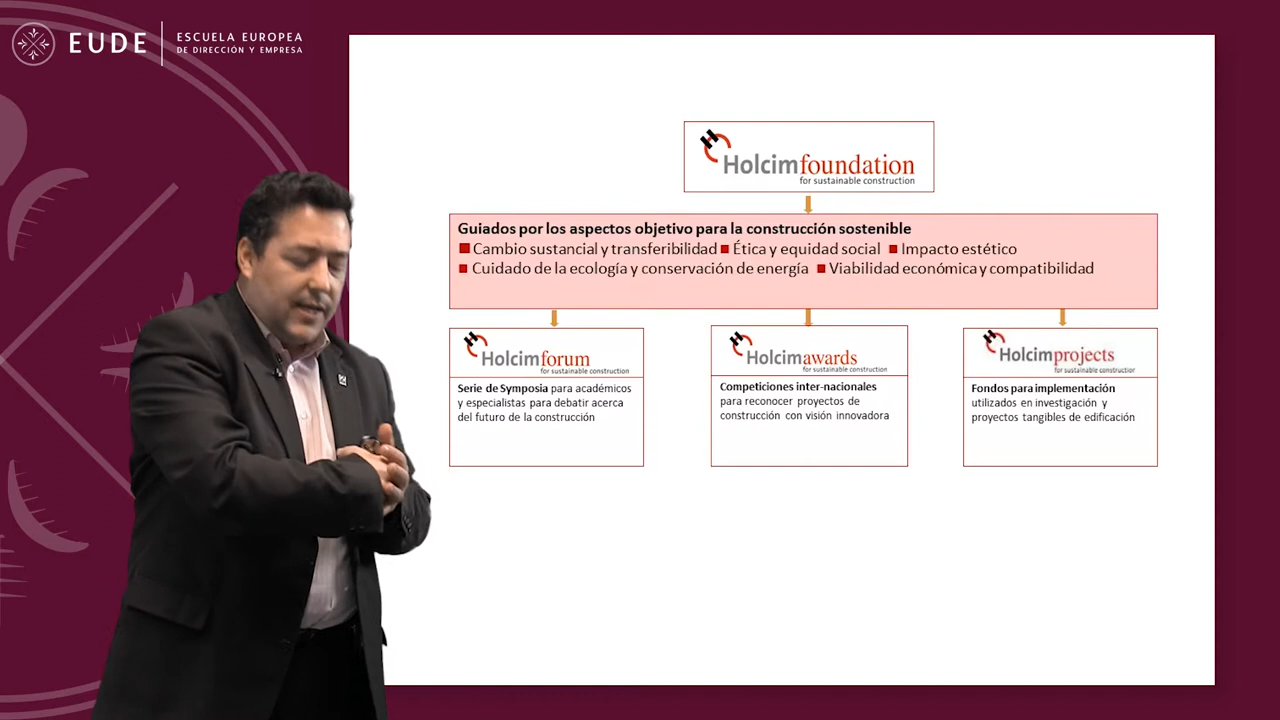 EUDE
ESCUELA EUROPEA
DE DIRECCIÓN Y EMPRESA
Holcimfoundation
for sustainable construction
Guiados por los aspectos objetivo para la construcción sostenible
Cambio sustancial y transferibilidad Ética y equidad social Impacto estético
Cuidado de la ecología y conservación de energía Viabilidad económica y compatibilidad
Holcimforum
for sustainable construction
Serie de Symposia para académicos
y especialistas para debatir acerca
del futuro de la construcción
Holcimawards
for sustainable construction
Competiciones inter-nacionales
para reconocer proyectos de
construcción con visión innovadora
Holcimprojects
for sustainable construction
Fondos para implementación
utilizados en investigación y
proyectos tangibles de edificación